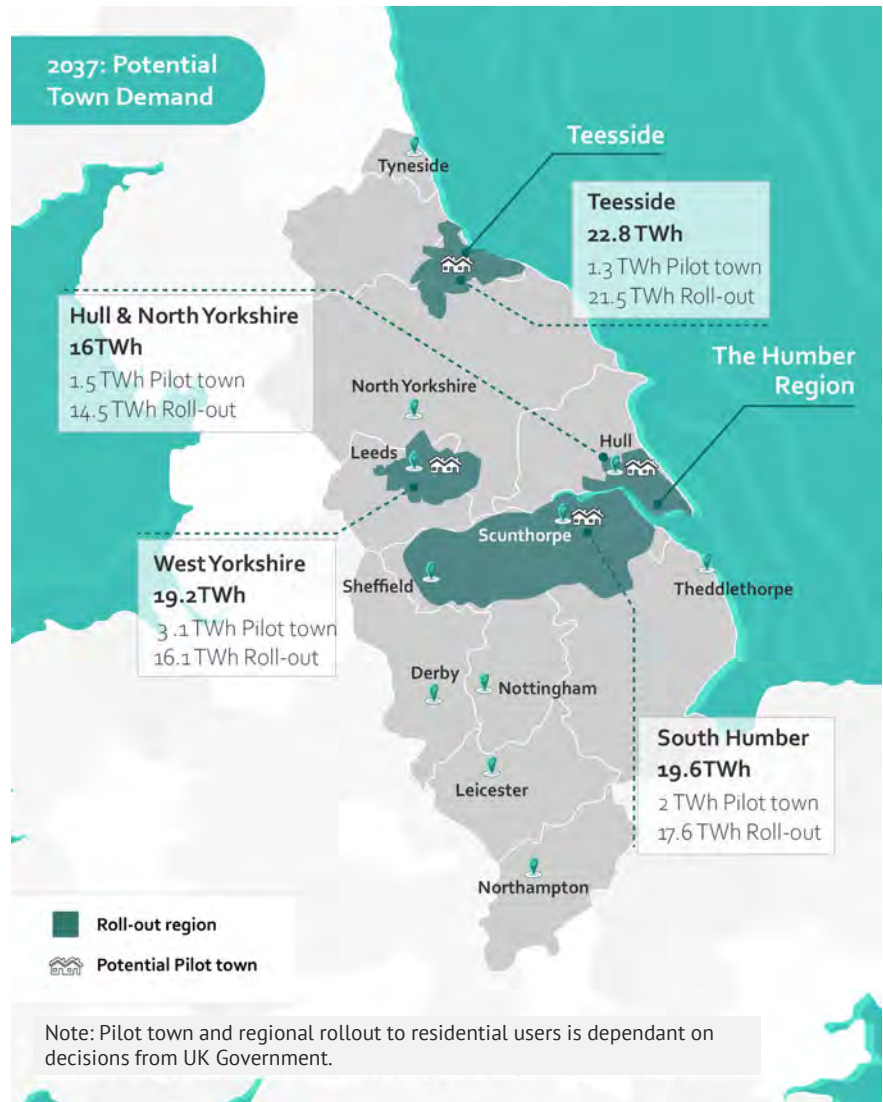 2037: Potential
Town Demand
Teesside
Tyneside
Teesside
22.8 TWh
1.3 TWh Pilot town
21.5 TWh Roll-out
Hull & North Yorkshire
16TWh
1.5 TWh Pilot town
14.5 TWh Roll-out
The Humber
Region
North Yorkshire
Leeds
Hull
Scunthorpe
West Yorkshire
19.2TWh
3 .1 TWh Pilot town
16.1 TWh Roll-out
Sheffield
Theddlethorpe
Derby
Nottingham
South Humber
19.6TWh
2 TWh Pilot town
17.6 TWh Roll-out
Leicester
Northampton
Roll-out region
Potential Pilot town
Note: Pilot town and regional rollout to residential users is dependant on
decisions from UK Government.